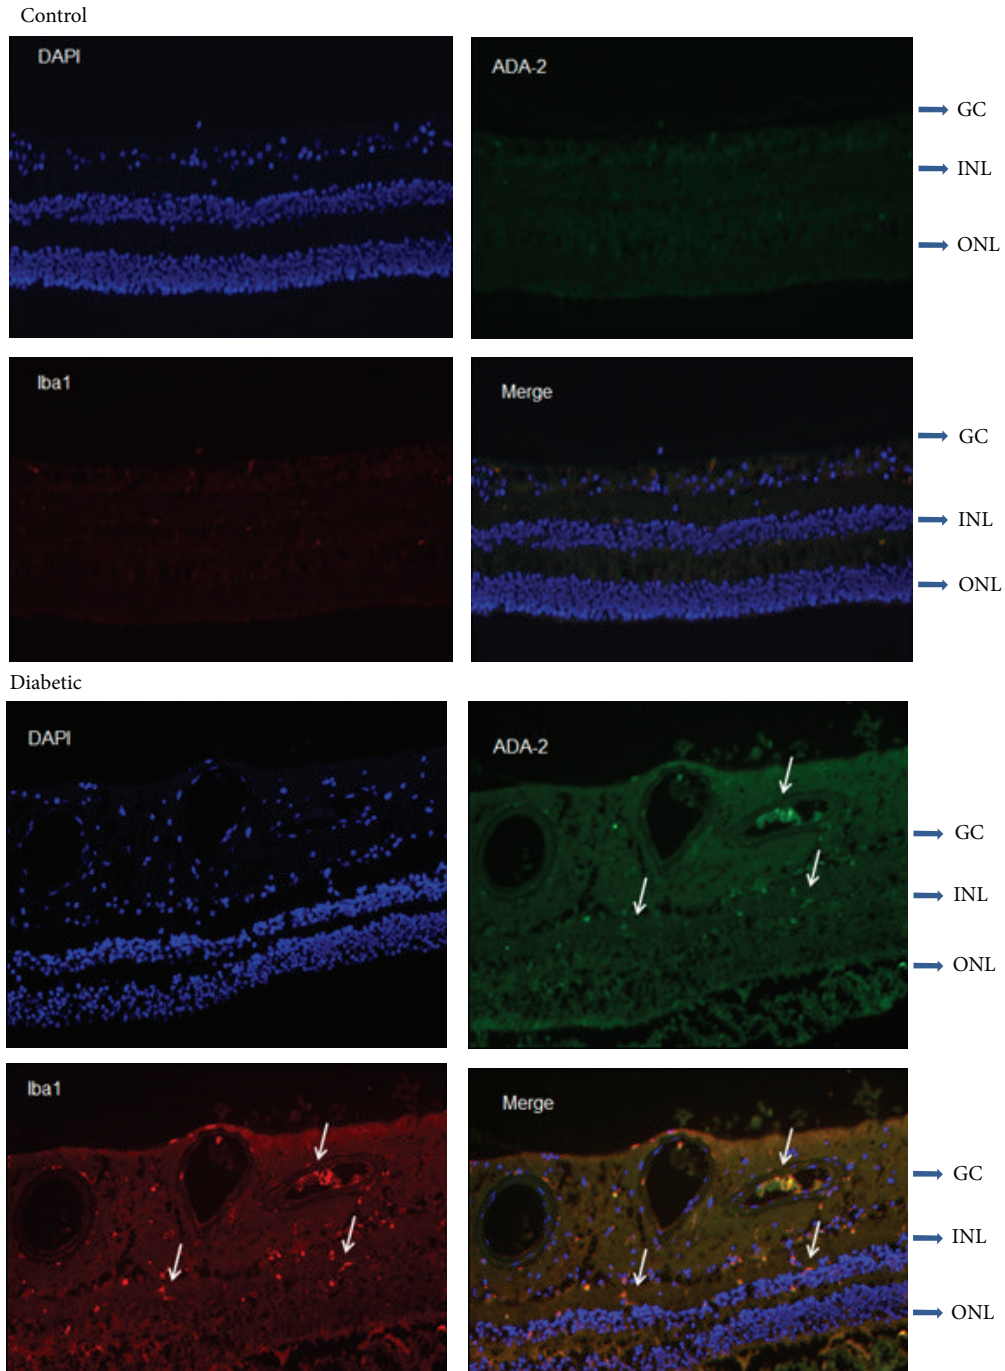 Control
DAPI
ADA-2
GC
INL
ONL
Iba1
Merge
GC
INL
ONL
Diabetic
DAPI
ADA-2
GC
INL
ONL
Iba1
Merge
GC
INL
ONL